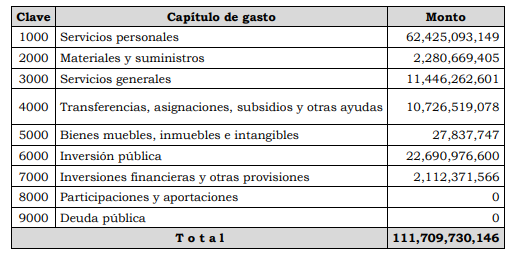 Clave Capítulo de gasto Monto
1000 Servicios personales 62,425,093,149
2000 Materiales y suministros 2,280,669,405
3000 Servicios generales 11,446,262,601
4000 Transferencias, asignaciones, subsidios y otras ayudas 10,726,519,078
5000 Bienes muebles, inmuebles e intangibles 27,837,747
6000 Inversión pública 22,690,976,600
7000 Inversiones financieras y otras provisiones 2,112,371,566
8000 Participaciones y aportaciones 0
9000 Deuda pública 0
T o t a l 111,709,730,146